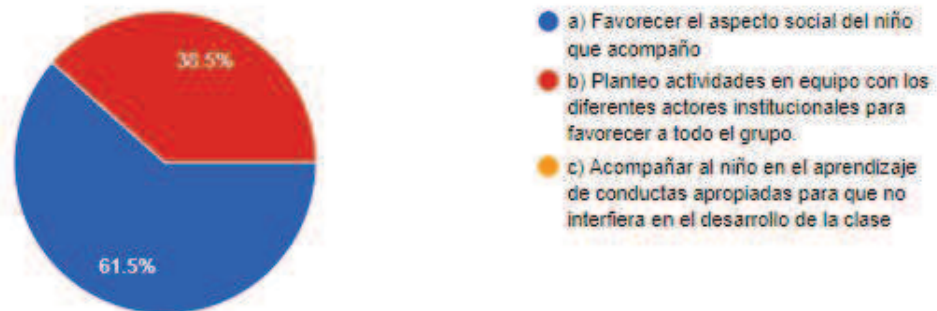 38.5%
61.5%
a) Favorecer el aspecto social del niño
que acompaño
b) Planteo actividades en equipo con los
diferentes actores institucionales para
favorecer a todo el grupo.
c) Acompañar al niño en el aprendizaje
de conductas apropiadas para que no
interfiera en el desarrollo de la clase